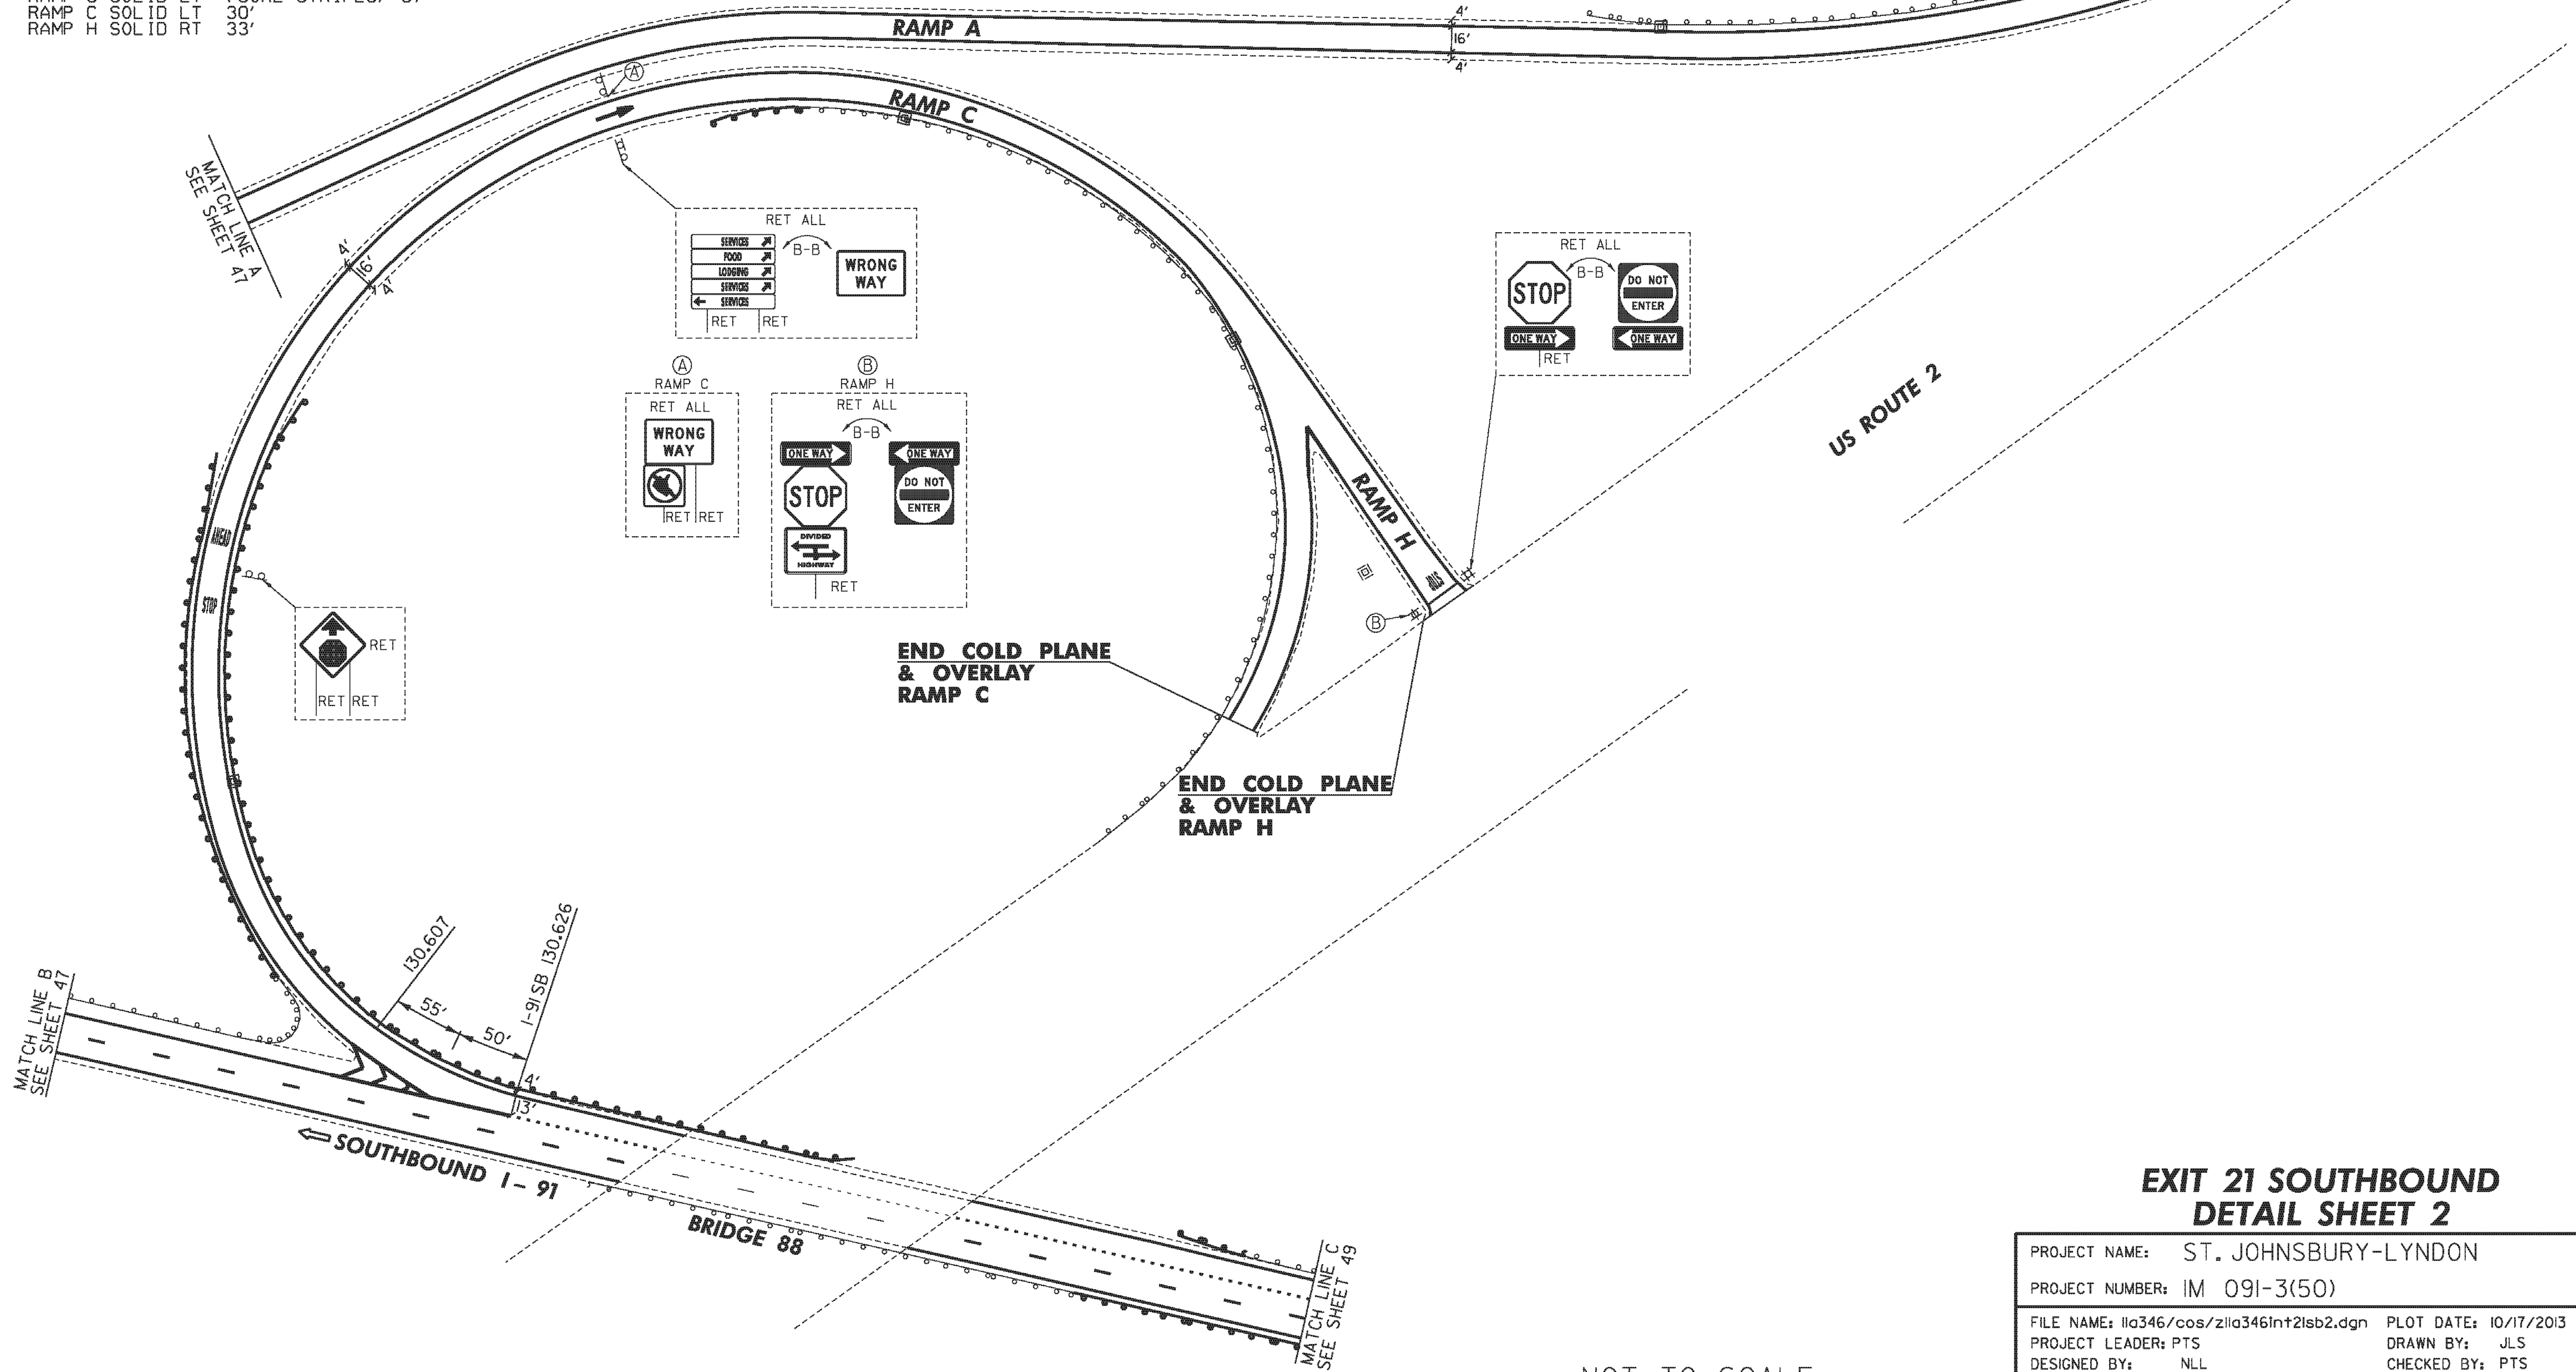 RAMP C SOLID LT 30'
RAMP H SOLID RT 33'
RAMP A
4'
16'
4'
A
RAMP C
MATCH LINE A
SEE SHEET 47
4'
16'
4'
RET ALL
SERVICES
FOOD
LODGING
SERVICES
SERVICES
B-B
WRONG
WAY
RET RET
RET ALL
STOP
B-B
DO NOT
ENTER
ONE WAY
ONE WAY
RET
US ROUTE 2
A
RAMP C
RET ALL
WRONG
WAY
RET RET
B
RAMP H
RET ALL
B-B
ONE WAY
ONE WAY
STOP
DO NOT
ENTER
DIVIDED
HIGHWAY
RET
RAMP H
STOP
B
AHEAD
STOP
RET
RET RET
END COLD PLANE
& OVERLAY
RAMP C
END COLD PLANE
& OVERLAY
RAMP H
130.607
I-91 SB 130.626
55'
50'
4'
13'
MATCH LINE B
SEE SHEET 47
SOUTHBOUND I-91
BRIDGE 88
MATCH LINE C
SEE SHEET 49
EXIT 21 SOUTHBOUND
DETAIL SHEET 2
PROJECT NAME: ST. JOHNSBURY-LYNDON
PROJECT NUMBER: IM 091-3(50)
FILE NAME: 11a346/cos/z11a346int21sb2.dgn PLOT DATE: 10/17/2013
PROJECT LEADER: PTS DRAWN BY: JLS
DESIGNED BY: NLL CHECKED BY: PTS
NOT TO SCALE